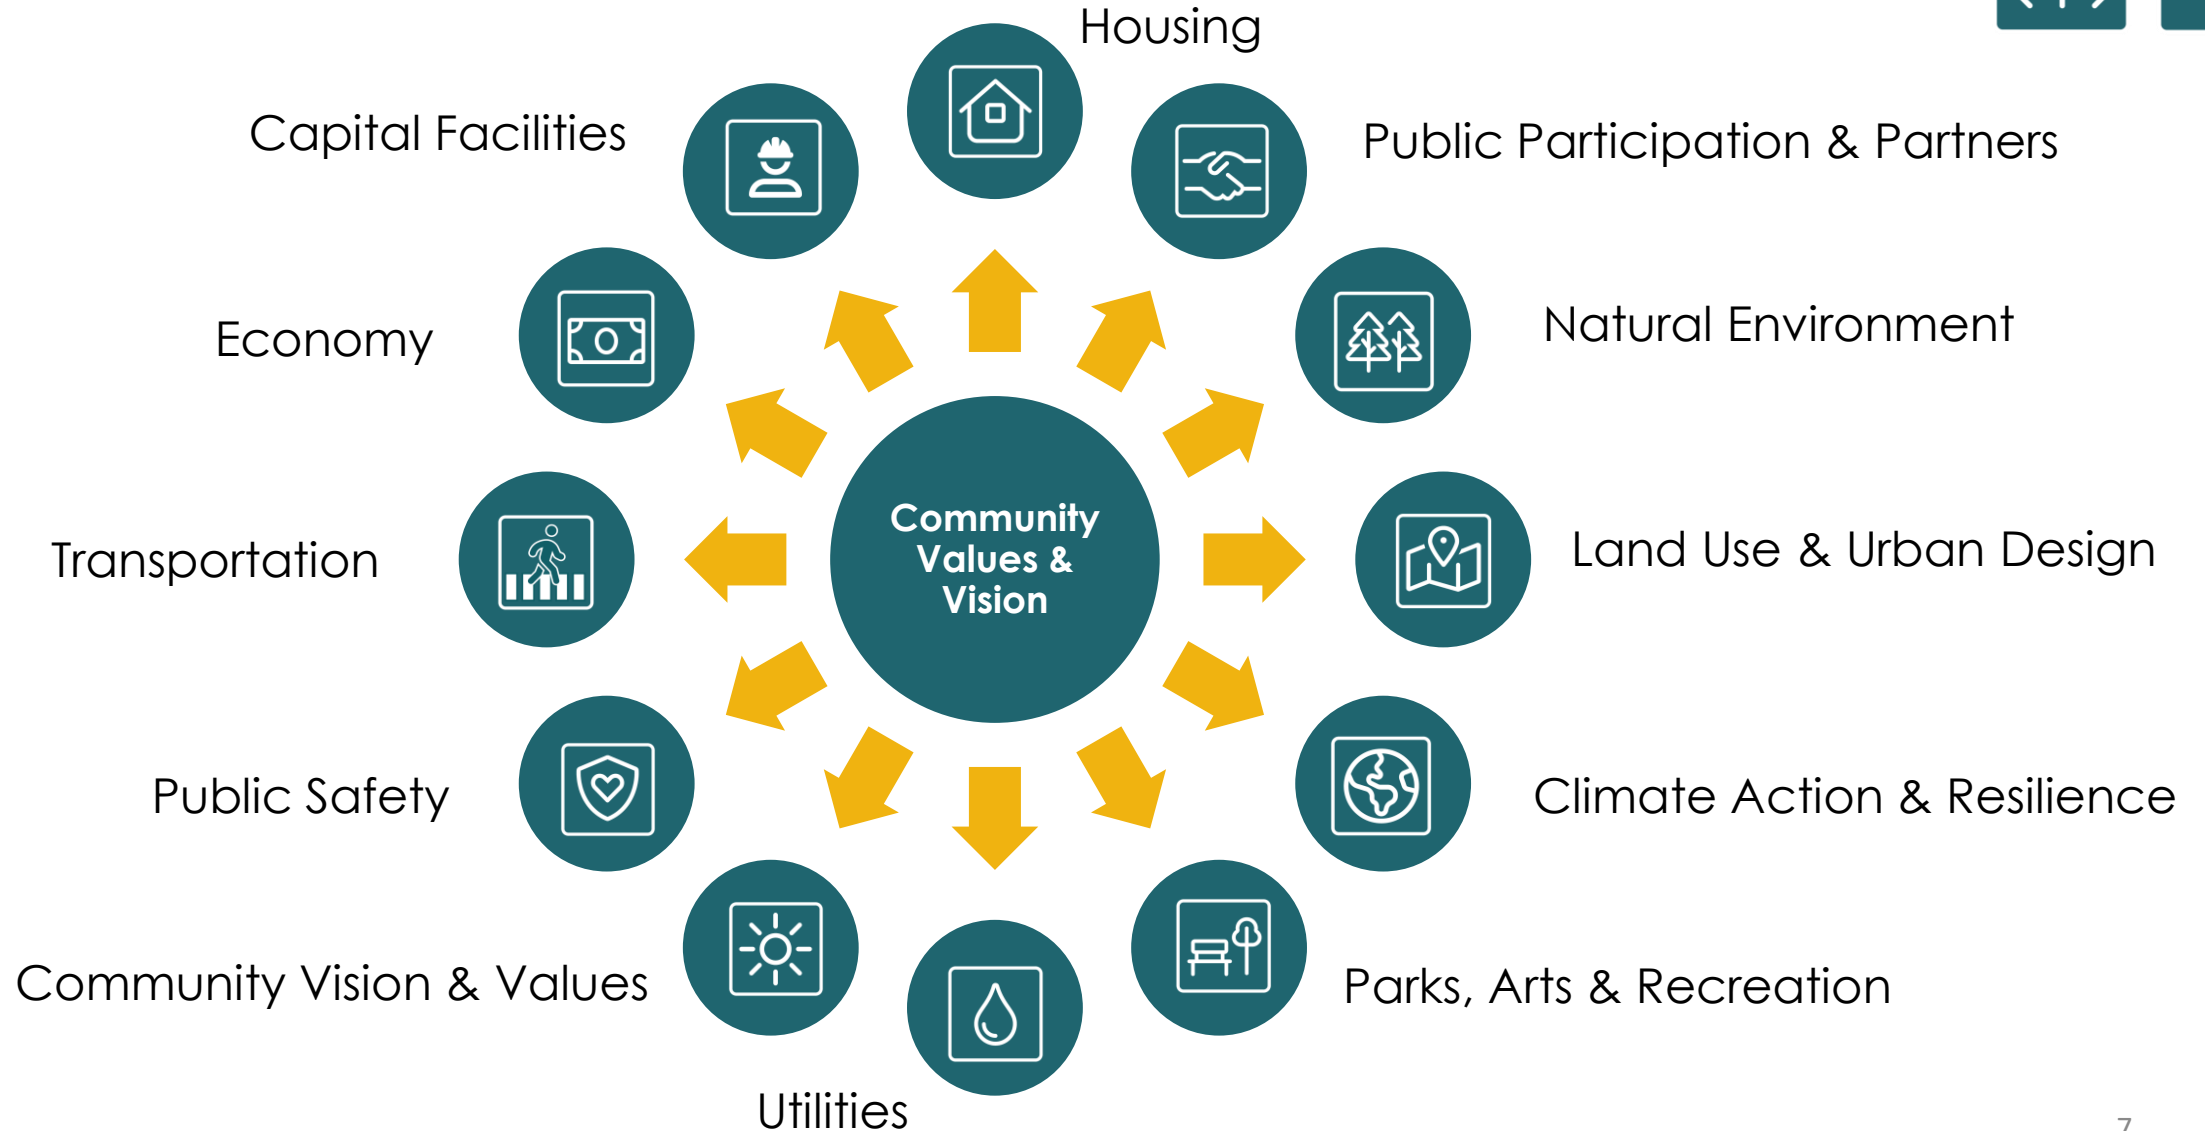 Housing
Capital Facilities
Public Participation & Partners
Economy
Natural Environment
Community
Values &
Vision
Transportation
Land Use & Urban Design
Public Safety
Climate Action & Resilience
Community Vision & Values
Parks, Arts & Recreation
Utilities
7